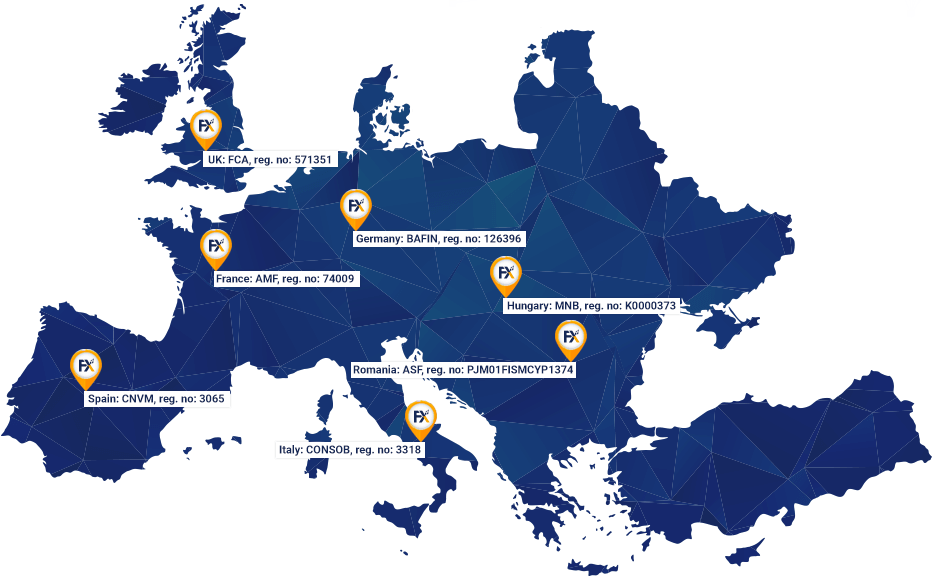 FX
UK: FCA, reg. no: 571351
FX
Germany: BAFIN, reg. no: 126396
FX
France: AMF, reg. no: 74009
FX
Hungary: MNB, reg. no: K0000373
FX
Romania: ASF, reg. no: PJM01FISMCYP1374
FX
Spain: CNVM, reg. no: 3065
FX
Italy: CONSOB, reg. no: 3318